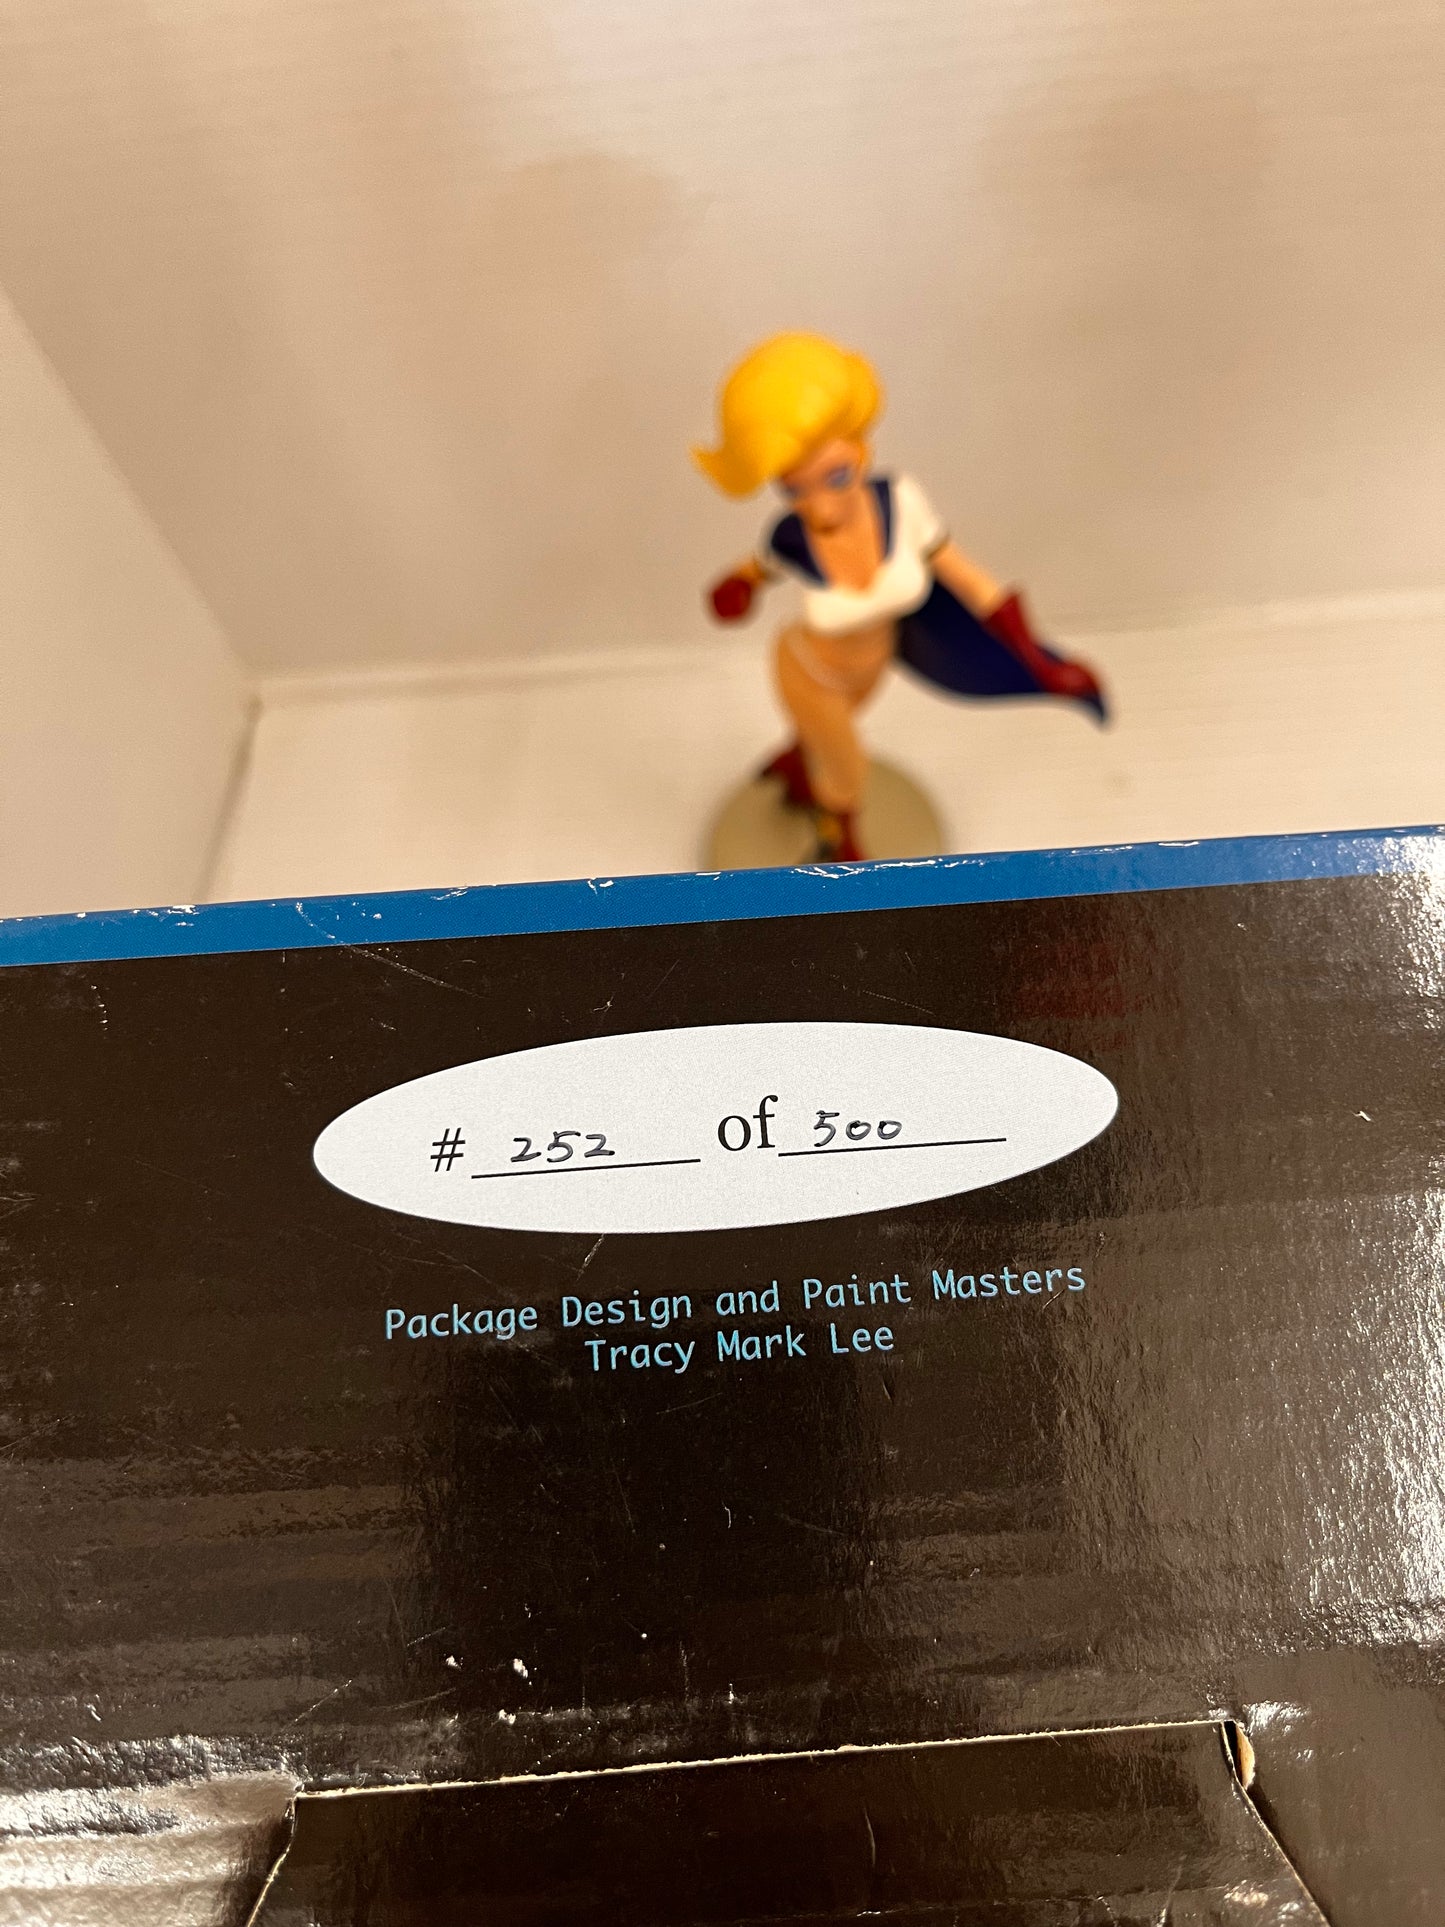 # 252 of 500
Package Design and Paint Masters
Tracy Mark Lee